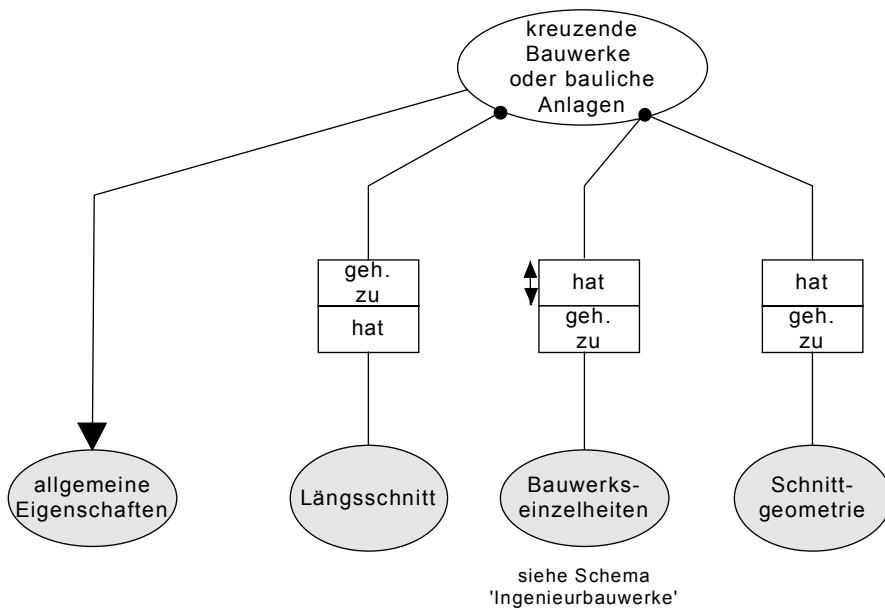 kreuzende
Bauwerke
oder bauliche
Anlagen
geh.
zu
hat
hat
geh.
zu
hat
geh.
zu
allgemeine
Eigenschaften
Längsschnitt
Bauwerks-
einzelheiten
Schnitt-
geometrie
siehe Schema
'Ingenieurbauwerke'